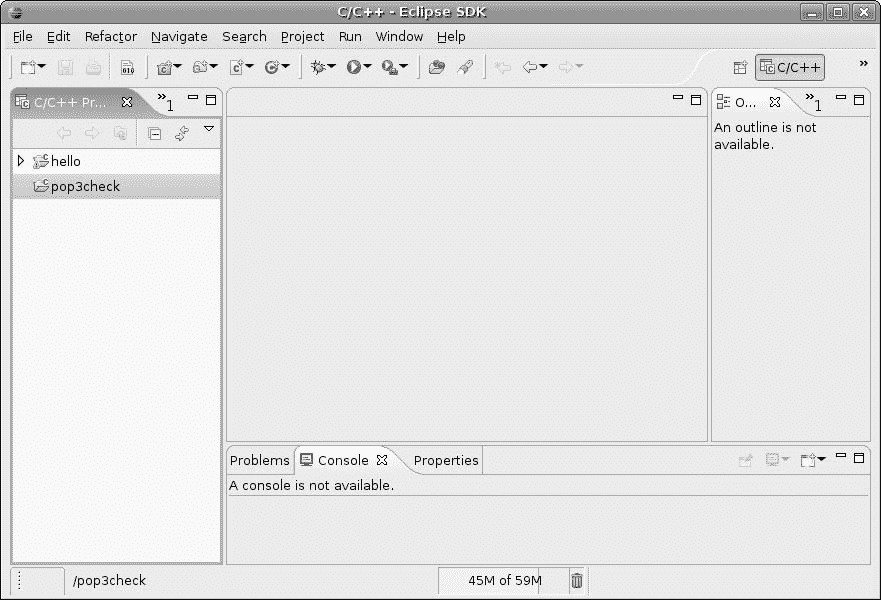 C/C++ - Eclipse SDK
File Edit Refactor Navigate Search Project Run Window Help
010
C/C++
»
C/C++ Pr... »1
O... »1
An outline is not
available.
hello
pop3check
Problems Console Properties
A console is not available.
/pop3check 45M of 59M